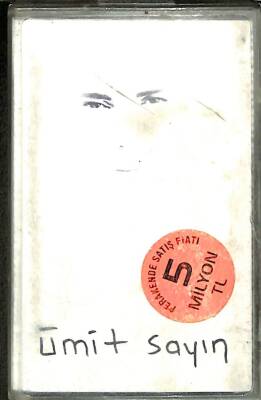 PERAKENDE SATIŞ FİATI
5
MİLYON
TL
ümit sayın